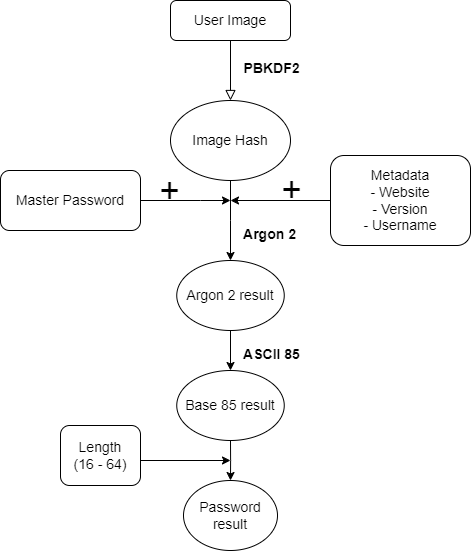 User Image
PBKDF2
Image Hash
+
+
Master Password
Metadata
- Website
- Version
- Username
Argon 2
Argon 2 result
ASCII 85
Base 85 result
Length
(16 - 64)
Password
result